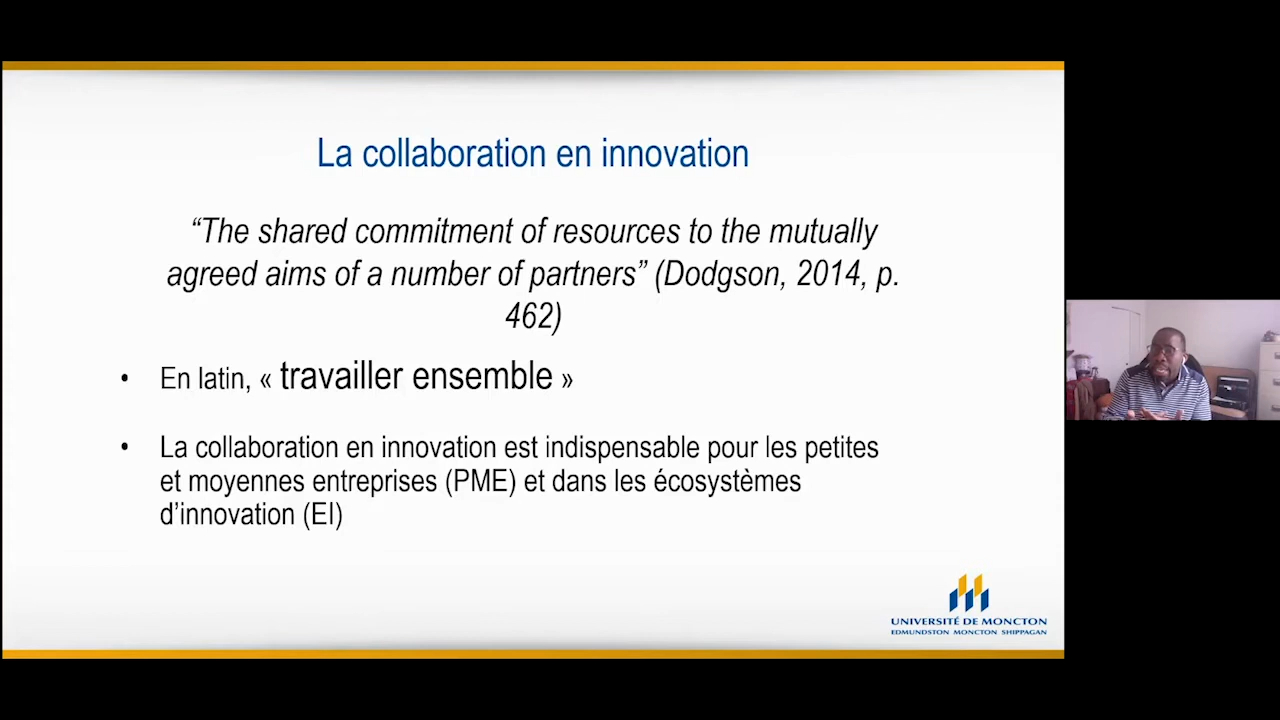 La collaboration en innovation
“The shared commitment of resources to the mutually
agreed aims of a number of partners” (Dodgson, 2014, p.
462)
• En latin, « travailler ensemble »
• La collaboration en innovation est indispensable pour les petites
et moyennes entreprises (PME) et dans les écosystèmes
d’innovation (EI)
UNIVERSITÉ DE MONCTON
EDMUNDSTON MONCTON SHIPPAGAN